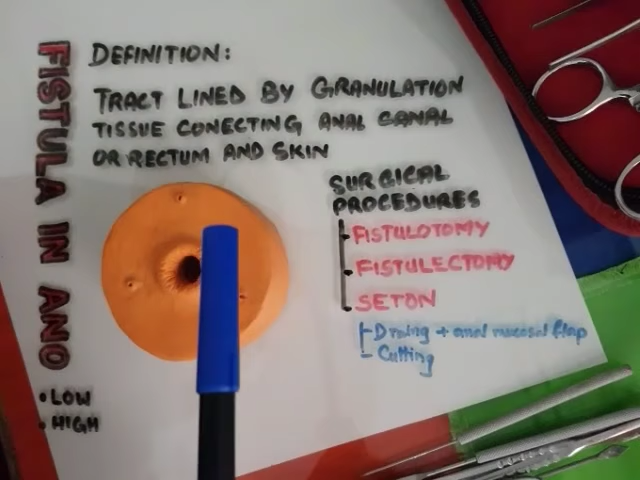 FISTULA IN ANO
DEFINITION:
TRACT LINED BY GRANULATION
TISSUE CONECTING ANAL CANAL
OR RECTUM AND SKIN
SURGICAL
PROCEDURES
FISTULOTOMY
FISTULECTOMY
SETON
Draining + anal mucosal flap
Cutting
• LOW
• HIGH